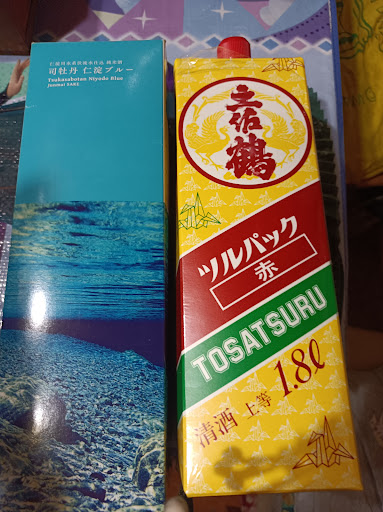 仁淀川水系伏流水仕込 純米酒
司牡丹 仁淀ブルー
Tsukasabotan Niyodo Blue
Junmai SAKE
土佐鶴
ツルパック
赤
TOSATSURU
清酒 上等 1.8ℓ